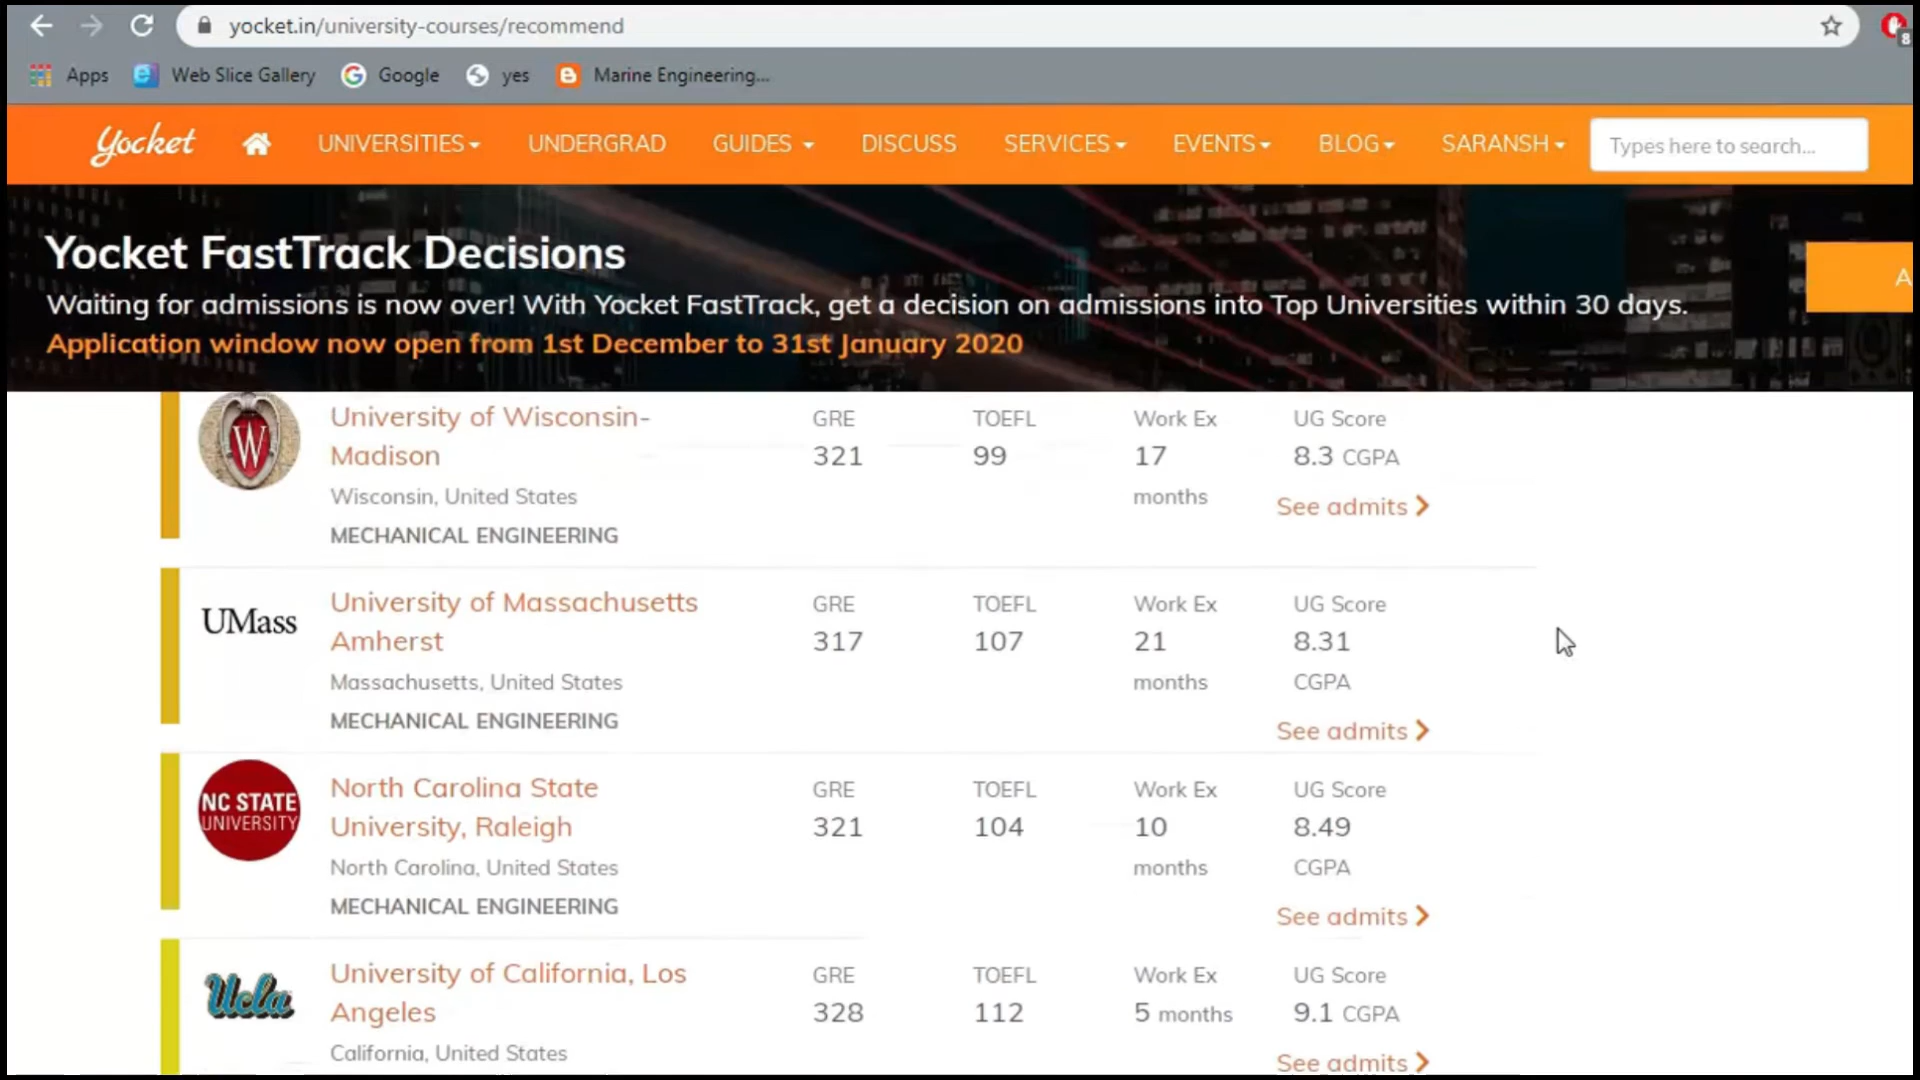 yocket.in/university-courses/recommend
8
Apps Web Slice Gallery Google yes Marine Engineering...
Yocket UNIVERSITIES UNDERGRAD GUIDES DISCUSS SERVICES EVENTS BLOG SARANSH Types here to search...
Yocket FastTrack Decisions
A
Waiting for admissions is now over! With Yocket FastTrack, get a decision on admissions into Top Universities within 30 days.
Application window now open from 1st December to 31st January 2020
W
University of Wisconsin-
Madison
Wisconsin, United States
MECHANICAL ENGINEERING
GRE
321
TOEFL
99
Work Ex
17
months
UG Score
8.3 CGPA
See admits
UMass
University of Massachusetts
Amherst
Massachusetts, United States
MECHANICAL ENGINEERING
GRE
317
TOEFL
107
Work Ex
21
months
UG Score
8.31
CGPA
See admits
NC STATE
UNIVERSITY
North Carolina State
University, Raleigh
North Carolina, United States
MECHANICAL ENGINEERING
GRE
321
TOEFL
104
Work Ex
10
months
UG Score
8.49
CGPA
See admits
Ucla
University of California, Los
Angeles
California, United States
GRE
328
TOEFL
112
Work Ex
5 months
UG Score
9.1 CGPA
See admits